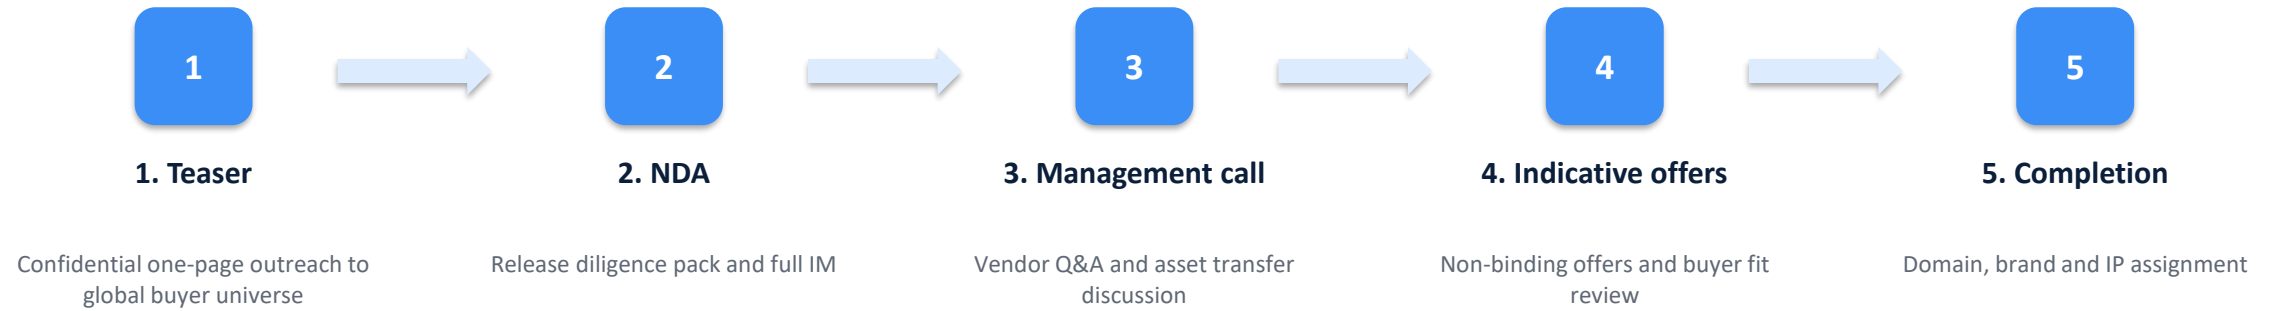 1
2
3
4
5
1. Teaser
2. NDA
3. Management call
4. Indicative offers
5. Completion
Confidential one-page outreach to
global buyer universe
Release diligence pack and full IM
Vendor Q&A and asset transfer
discussion
Non-binding offers and buyer fit
review
Domain, brand and IP assignment